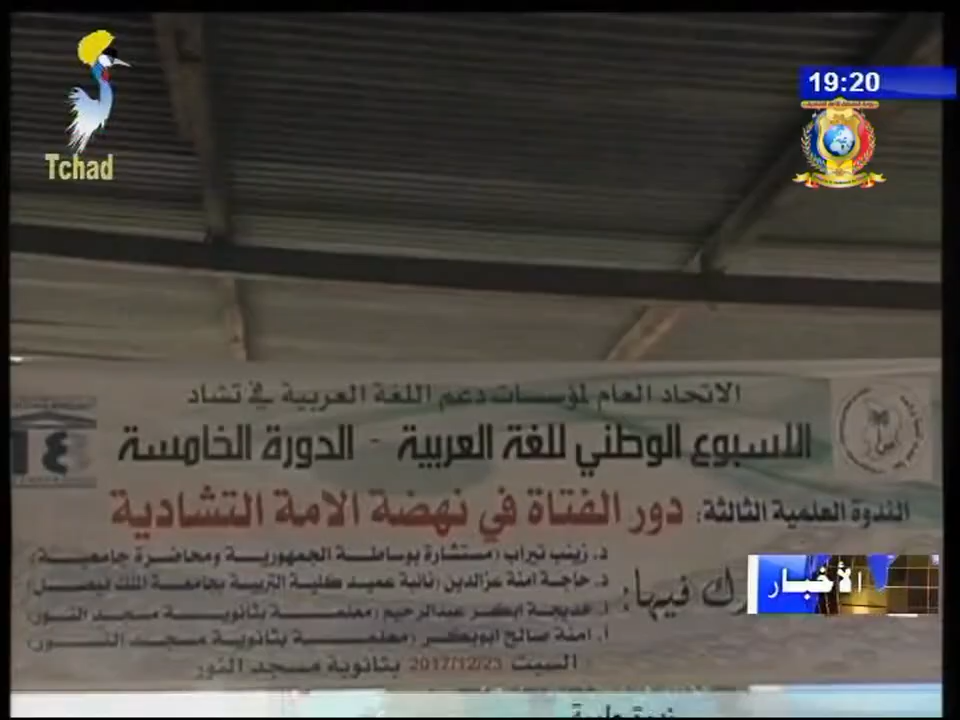 19:20
Tchad
الاتحاد العام لمؤسسات دعم اللغة العربية في تشاد
الاسبوع الوطني للغة العربية - الدورة الخامسة
الندوة العلمية الثالثة: دور الفتاة في نهضة الامة التشادية
د. زينب تيراب (مستشارة بوساطة الجمهورية ومحاضرة جامعية)
د. حاجة امنة عزالدين (نائبة عميد كلية التربية بجامعة الملك فيصل)
فيها:
أ. خديجة ابكر عبدالرحيم (معلمة بثانوية مسجد النور)
أ. امنة صالح ابوبكر (معلمة بثانوية مسجد النور)
السبت 2017/12/23 بثانوية مسجد النور
الأخبار